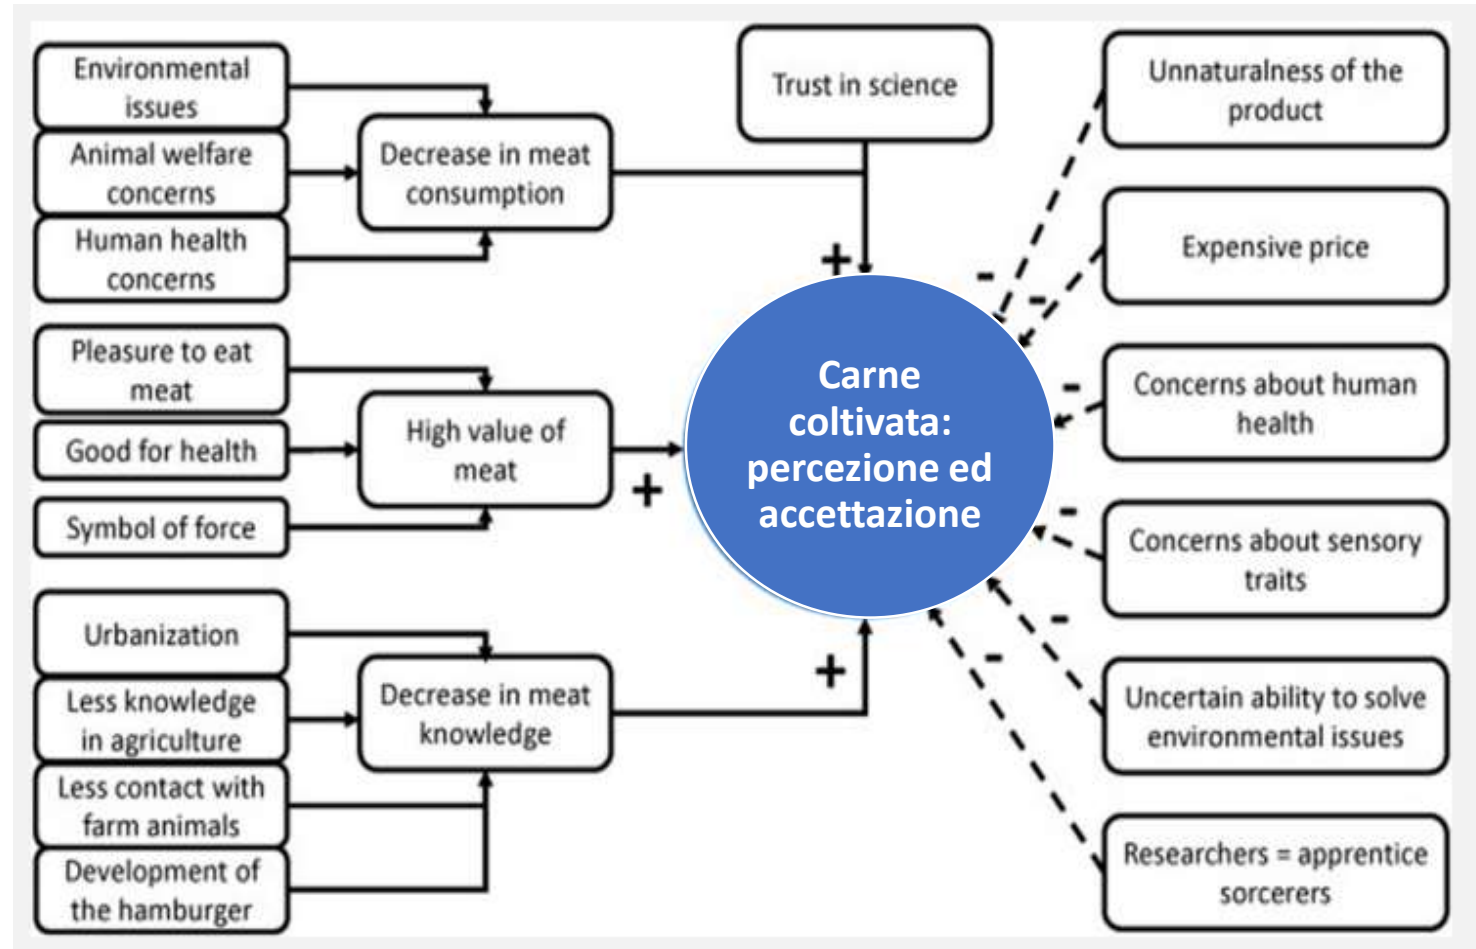 Environmental
issues
Animal welfare
concerns
Human health
concerns
Decrease in meat
consumption
Trust in science
+
Pleasure to eat
meat
Good for health
Symbol of force
High value of
meat
+
Urbanization
Less knowledge
in agriculture
Less contact with
farm animals
Development of
the hamburger
Decrease in meat
knowledge
+
Carne
coltivata:
percezione ed
accettazione
Unnaturalness of the
product
-
Expensive price
-
Concerns about human
health
-
Concerns about sensory
traits
-
Uncertain ability to solve
environmental issues
-
Researchers = apprentice
sorcerers
-